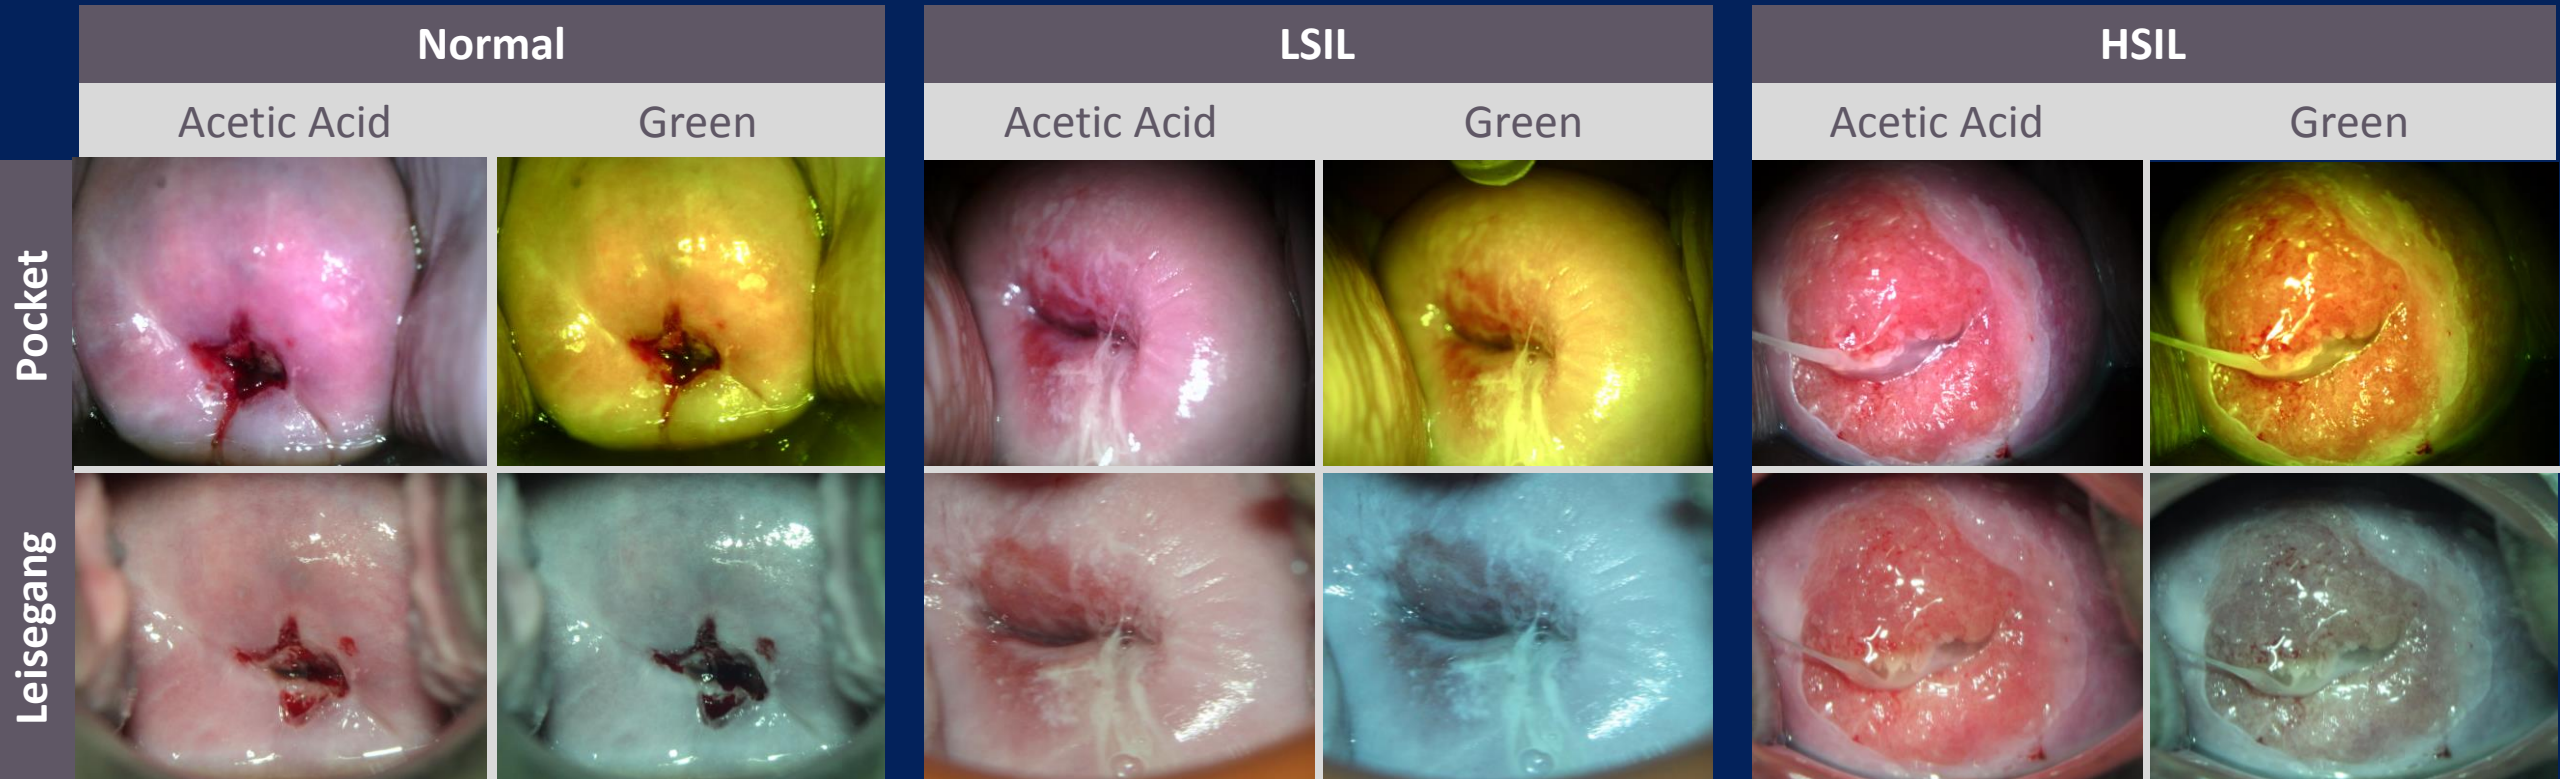 Normal
LSIL
HSIL
Acetic Acid
Green
Acetic Acid
Green
Acetic Acid
Green
Pocket
Leisegang